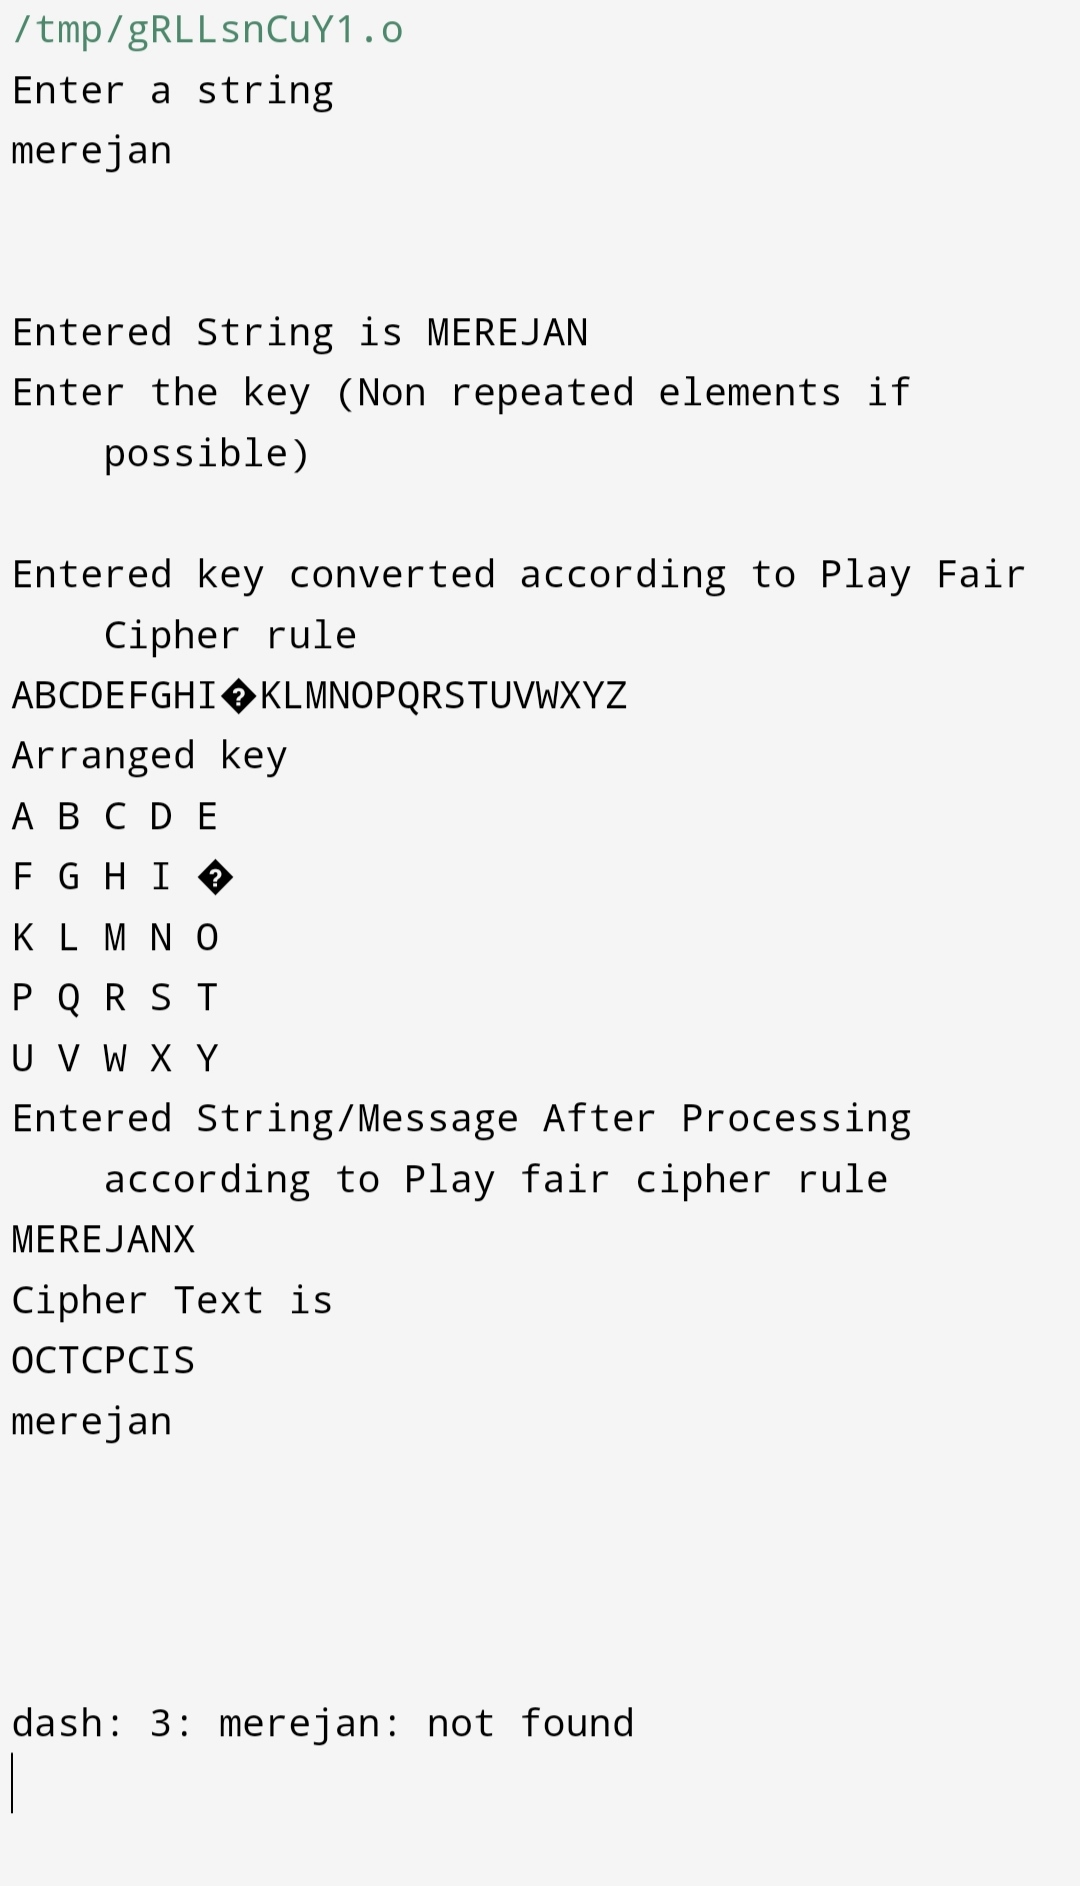 /tmp/gRLLsnCuY1.o
Enter a string
merejan
Entered String is MEREJAN
Enter the key (Non repeated elements if
possible)
Entered key converted according to Play Fair
Cipher rule
ABCDEFGHI�KLMNOPQRSTUVWXYZ
Arranged key
A B C D E
F G H I �
K L M N O
P Q R S T
U V W X Y
Entered String/Message After Processing
according to Play fair cipher rule
MEREJANX
Cipher Text is
OCTCPCIS
merejan
dash: 3: merejan: not found